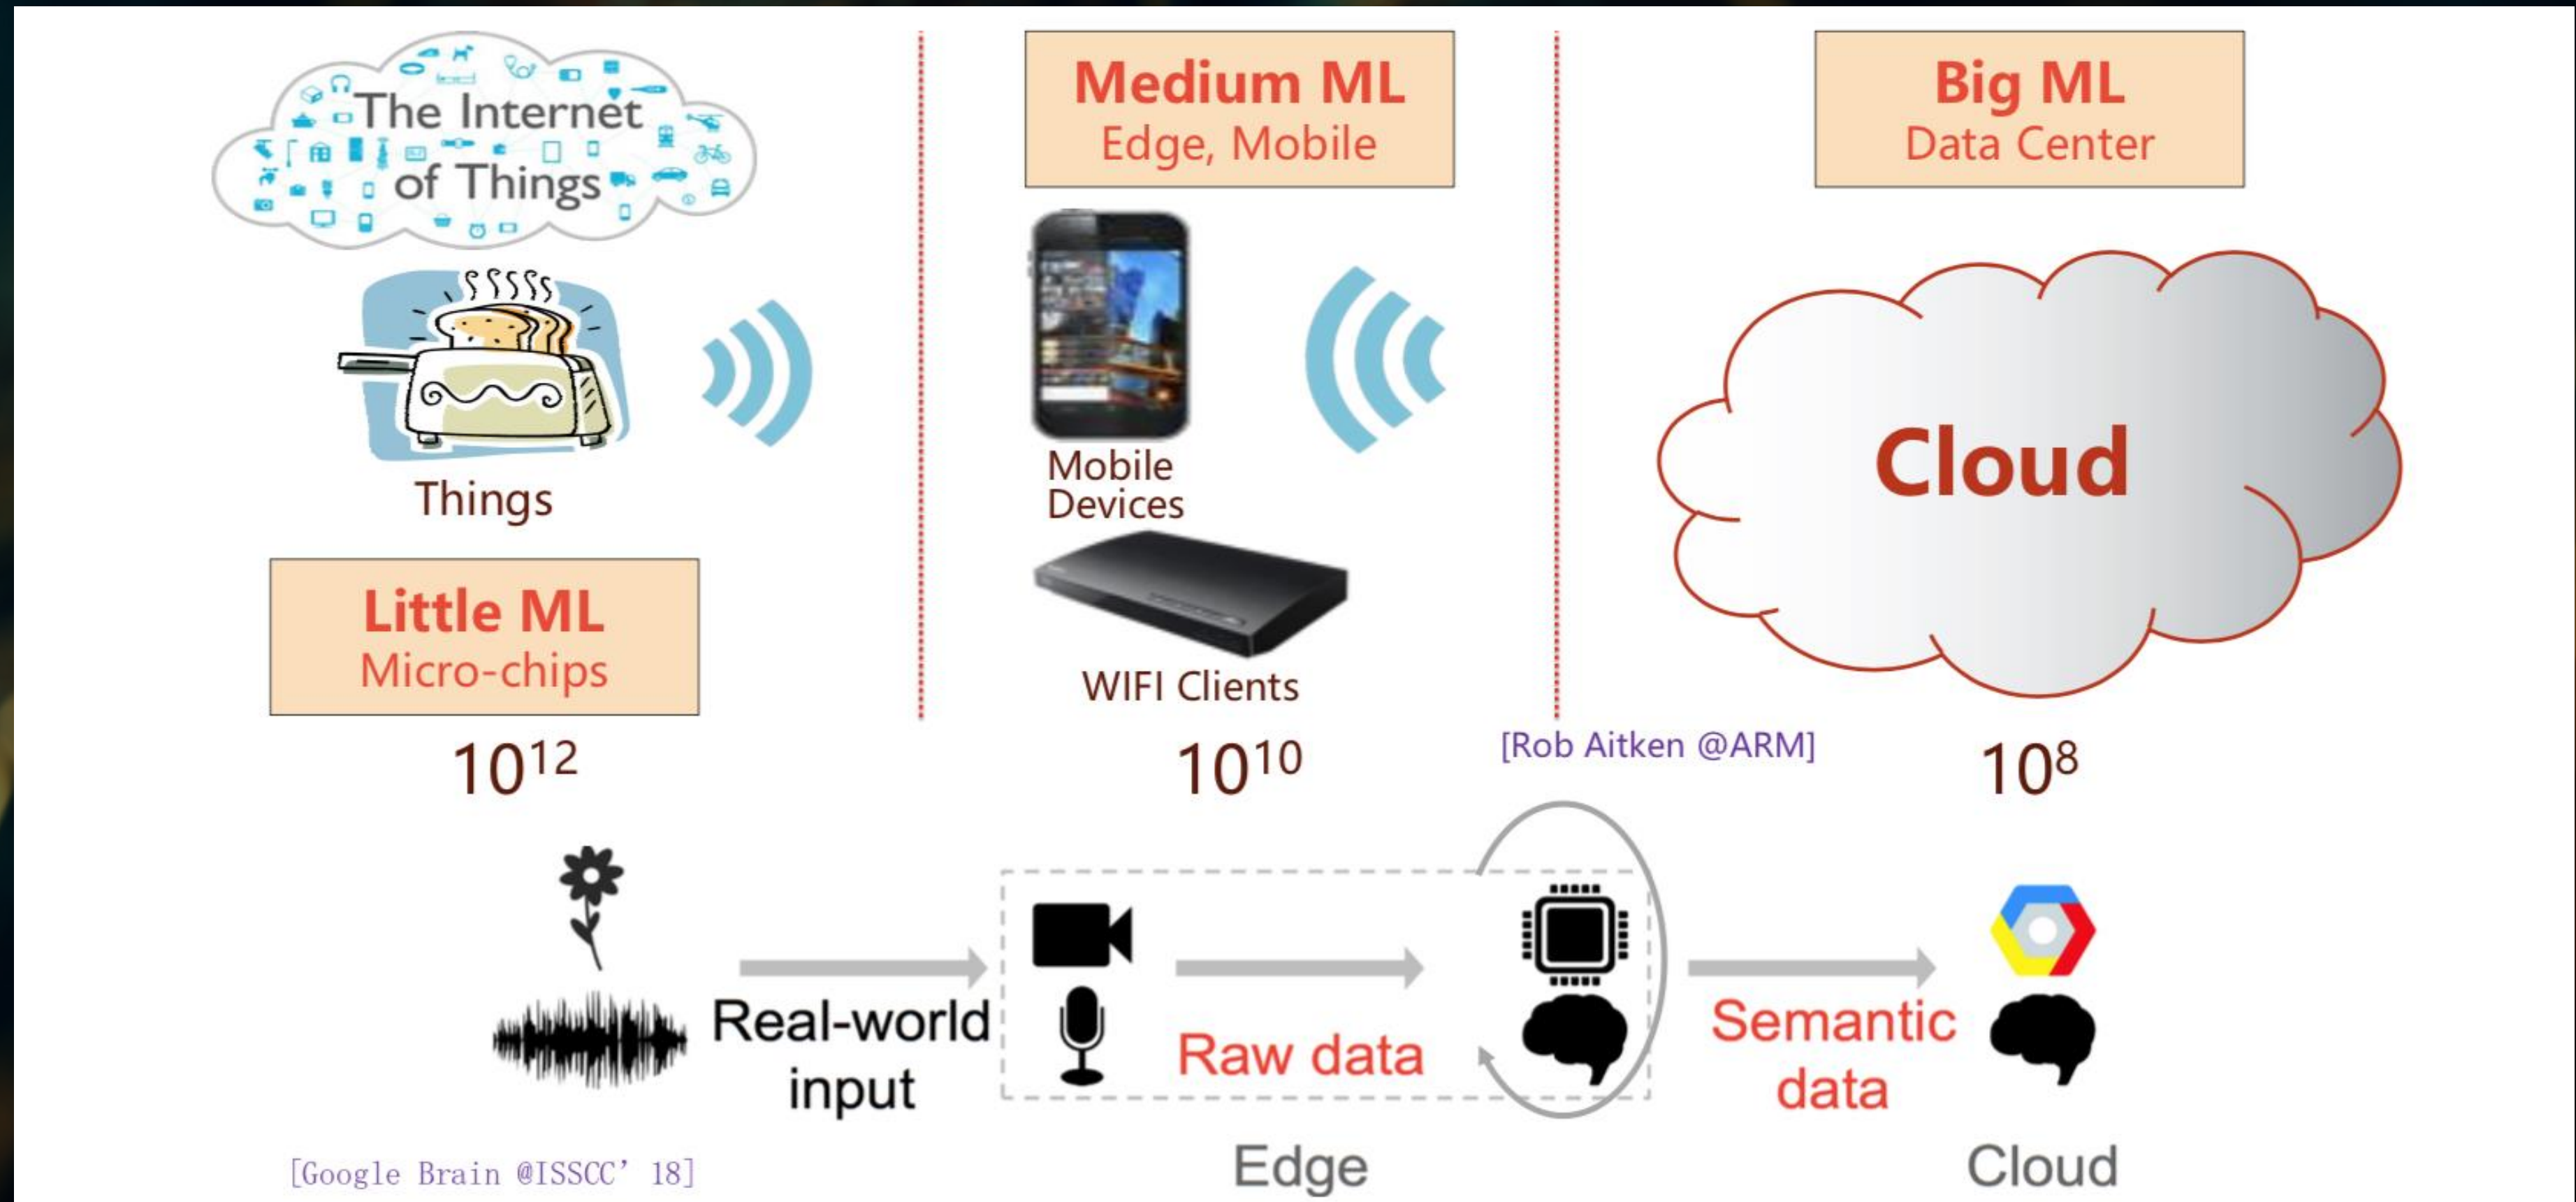 The Internet
of Things
Things
Little ML
Micro-chips
10¹²
Medium ML
Edge, Mobile
Mobile
Devices
WIFI Clients
10¹⁰
[Rob Aitken @ARM]
Big ML
Data Center
Cloud
10⁸
Real-world
input
Raw data
Semantic
data
[Google Brain @ISSCC’ 18]
Edge
Cloud